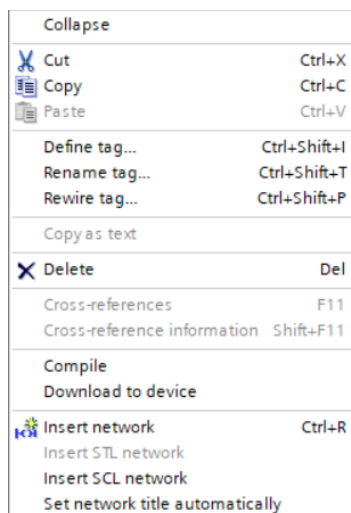 Collapse
Cut Ctrl+X
Copy Ctrl+C
Paste Ctrl+V
Define tag... Ctrl+Shift+I
Rename tag... Ctrl+Shift+T
Rewire tag... Ctrl+Shift+P
Copy as text
Delete Del
Cross-references F11
Cross-reference information Shift+F11
Compile
Download to device
Insert network Ctrl+R
Insert STL network
Insert SCL network
Set network title automatically